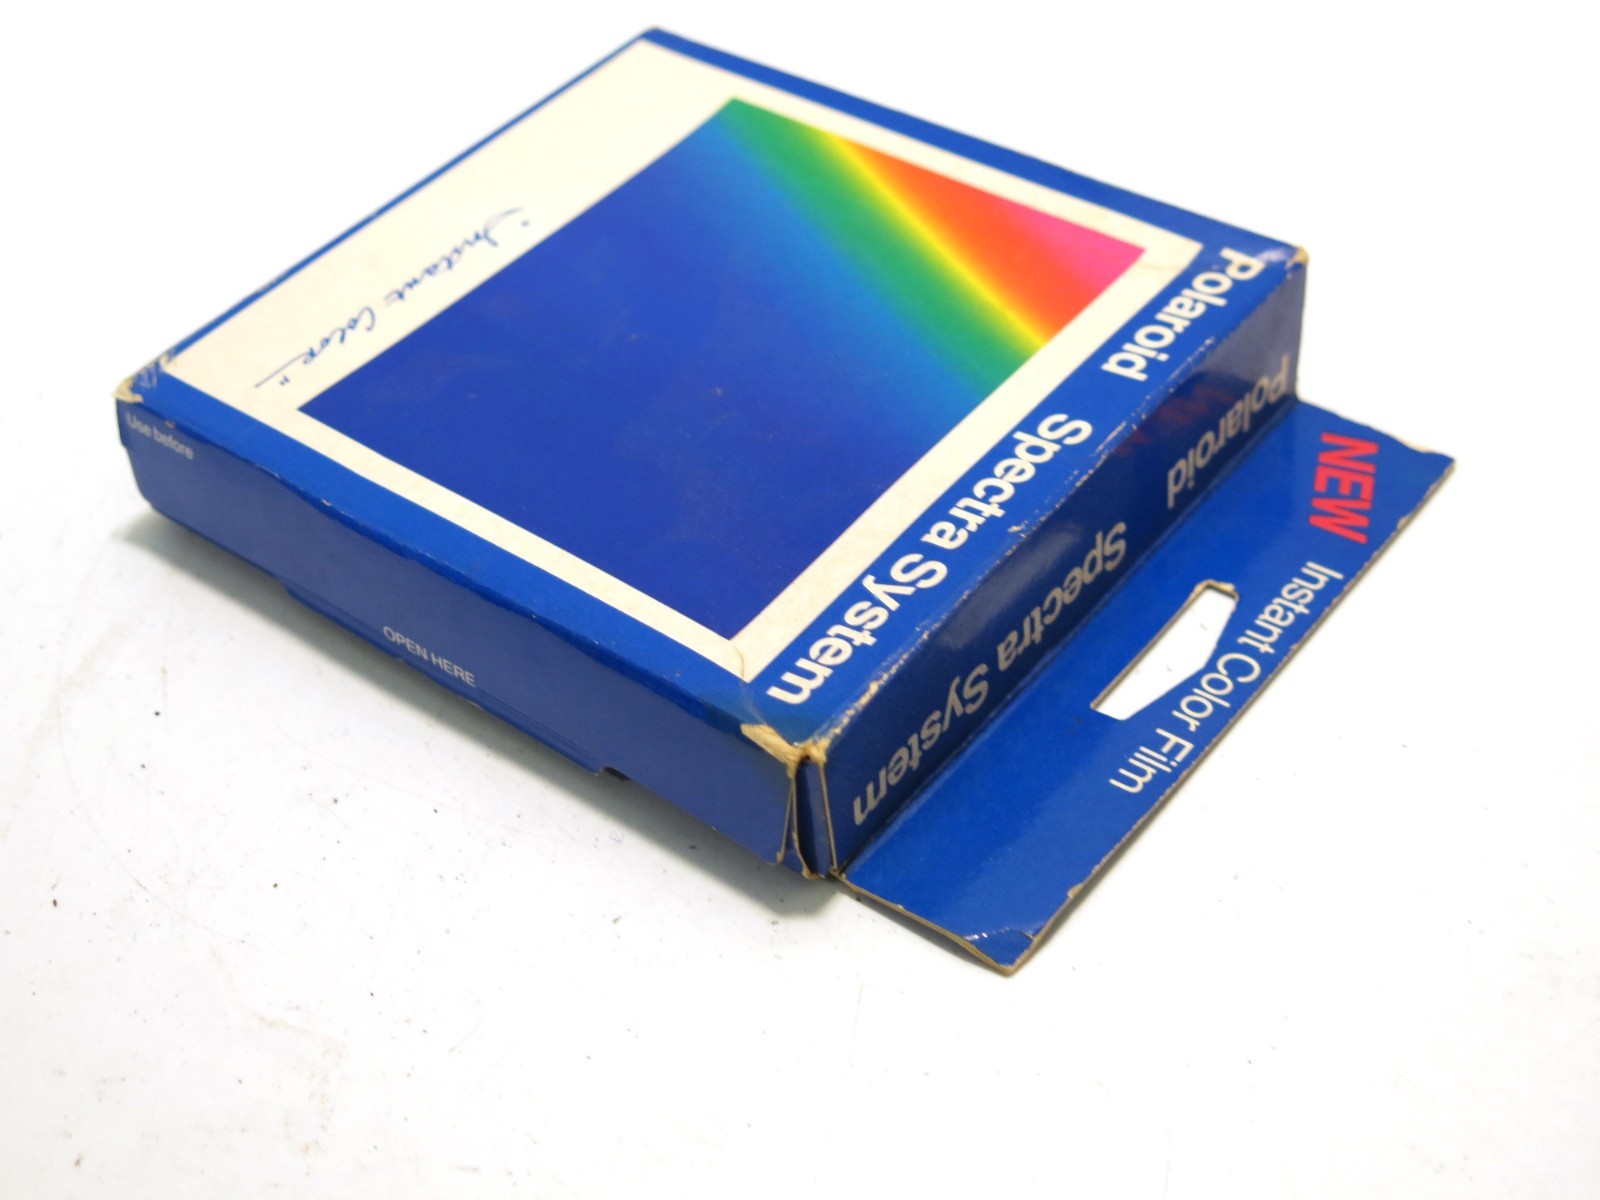 "Instant Color"
Polaroid Spectra System
Polaroid Spectra System
NEW Instant Color Film
Use before
OPEN HERE